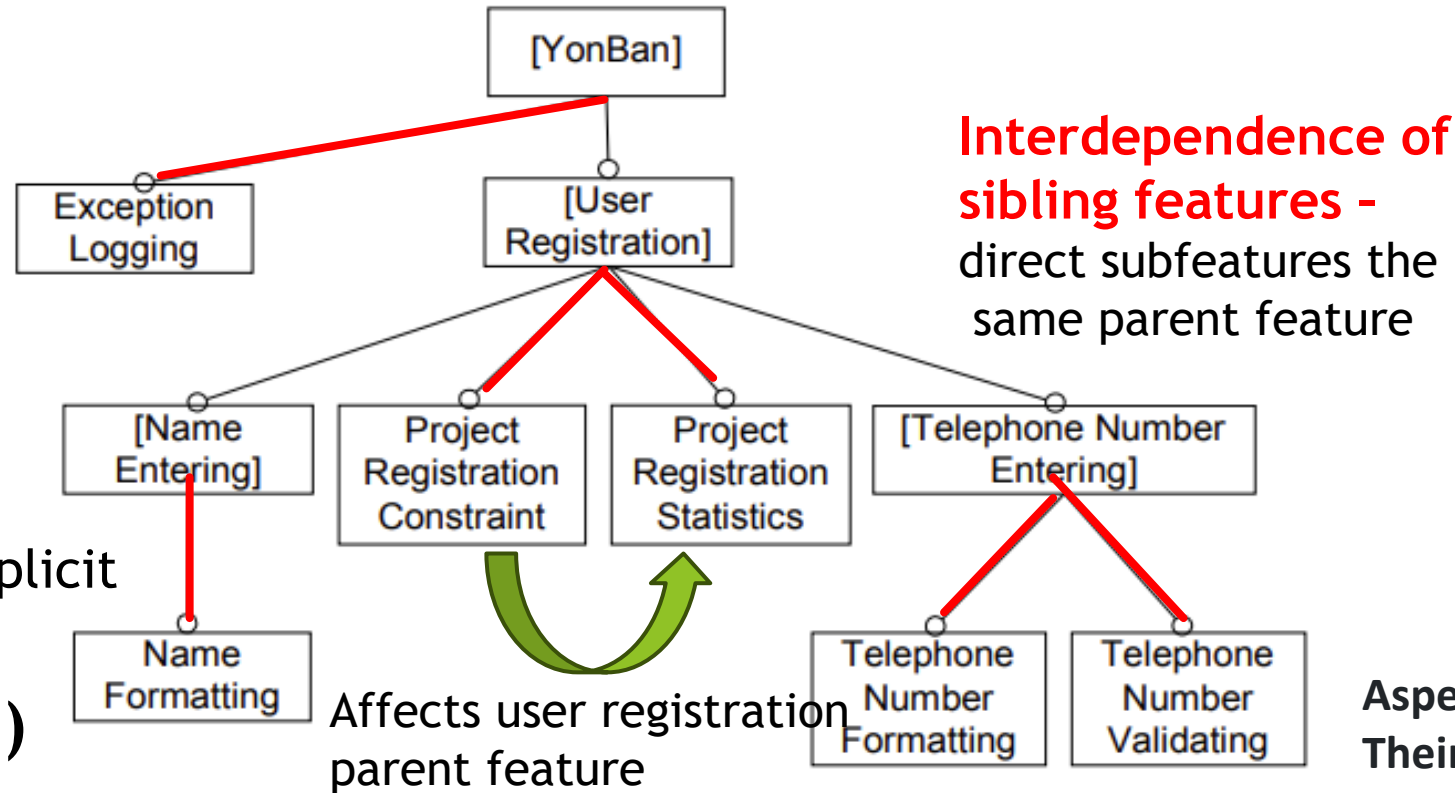 [YonBan]
Interdependence of
sibling features –
direct subfeatures the
same parent feature
Exception
Logging
[User
Registration]
[Name
Entering]
Project
Registration
Constraint
Project
Registration
Statistics
[Telephone Number
Entering]
plicit
Name
Formatting
)
Affects user registration
parent feature
Telephone
Number
Formatting
Telephone
Number
Validating
Aspe
Their